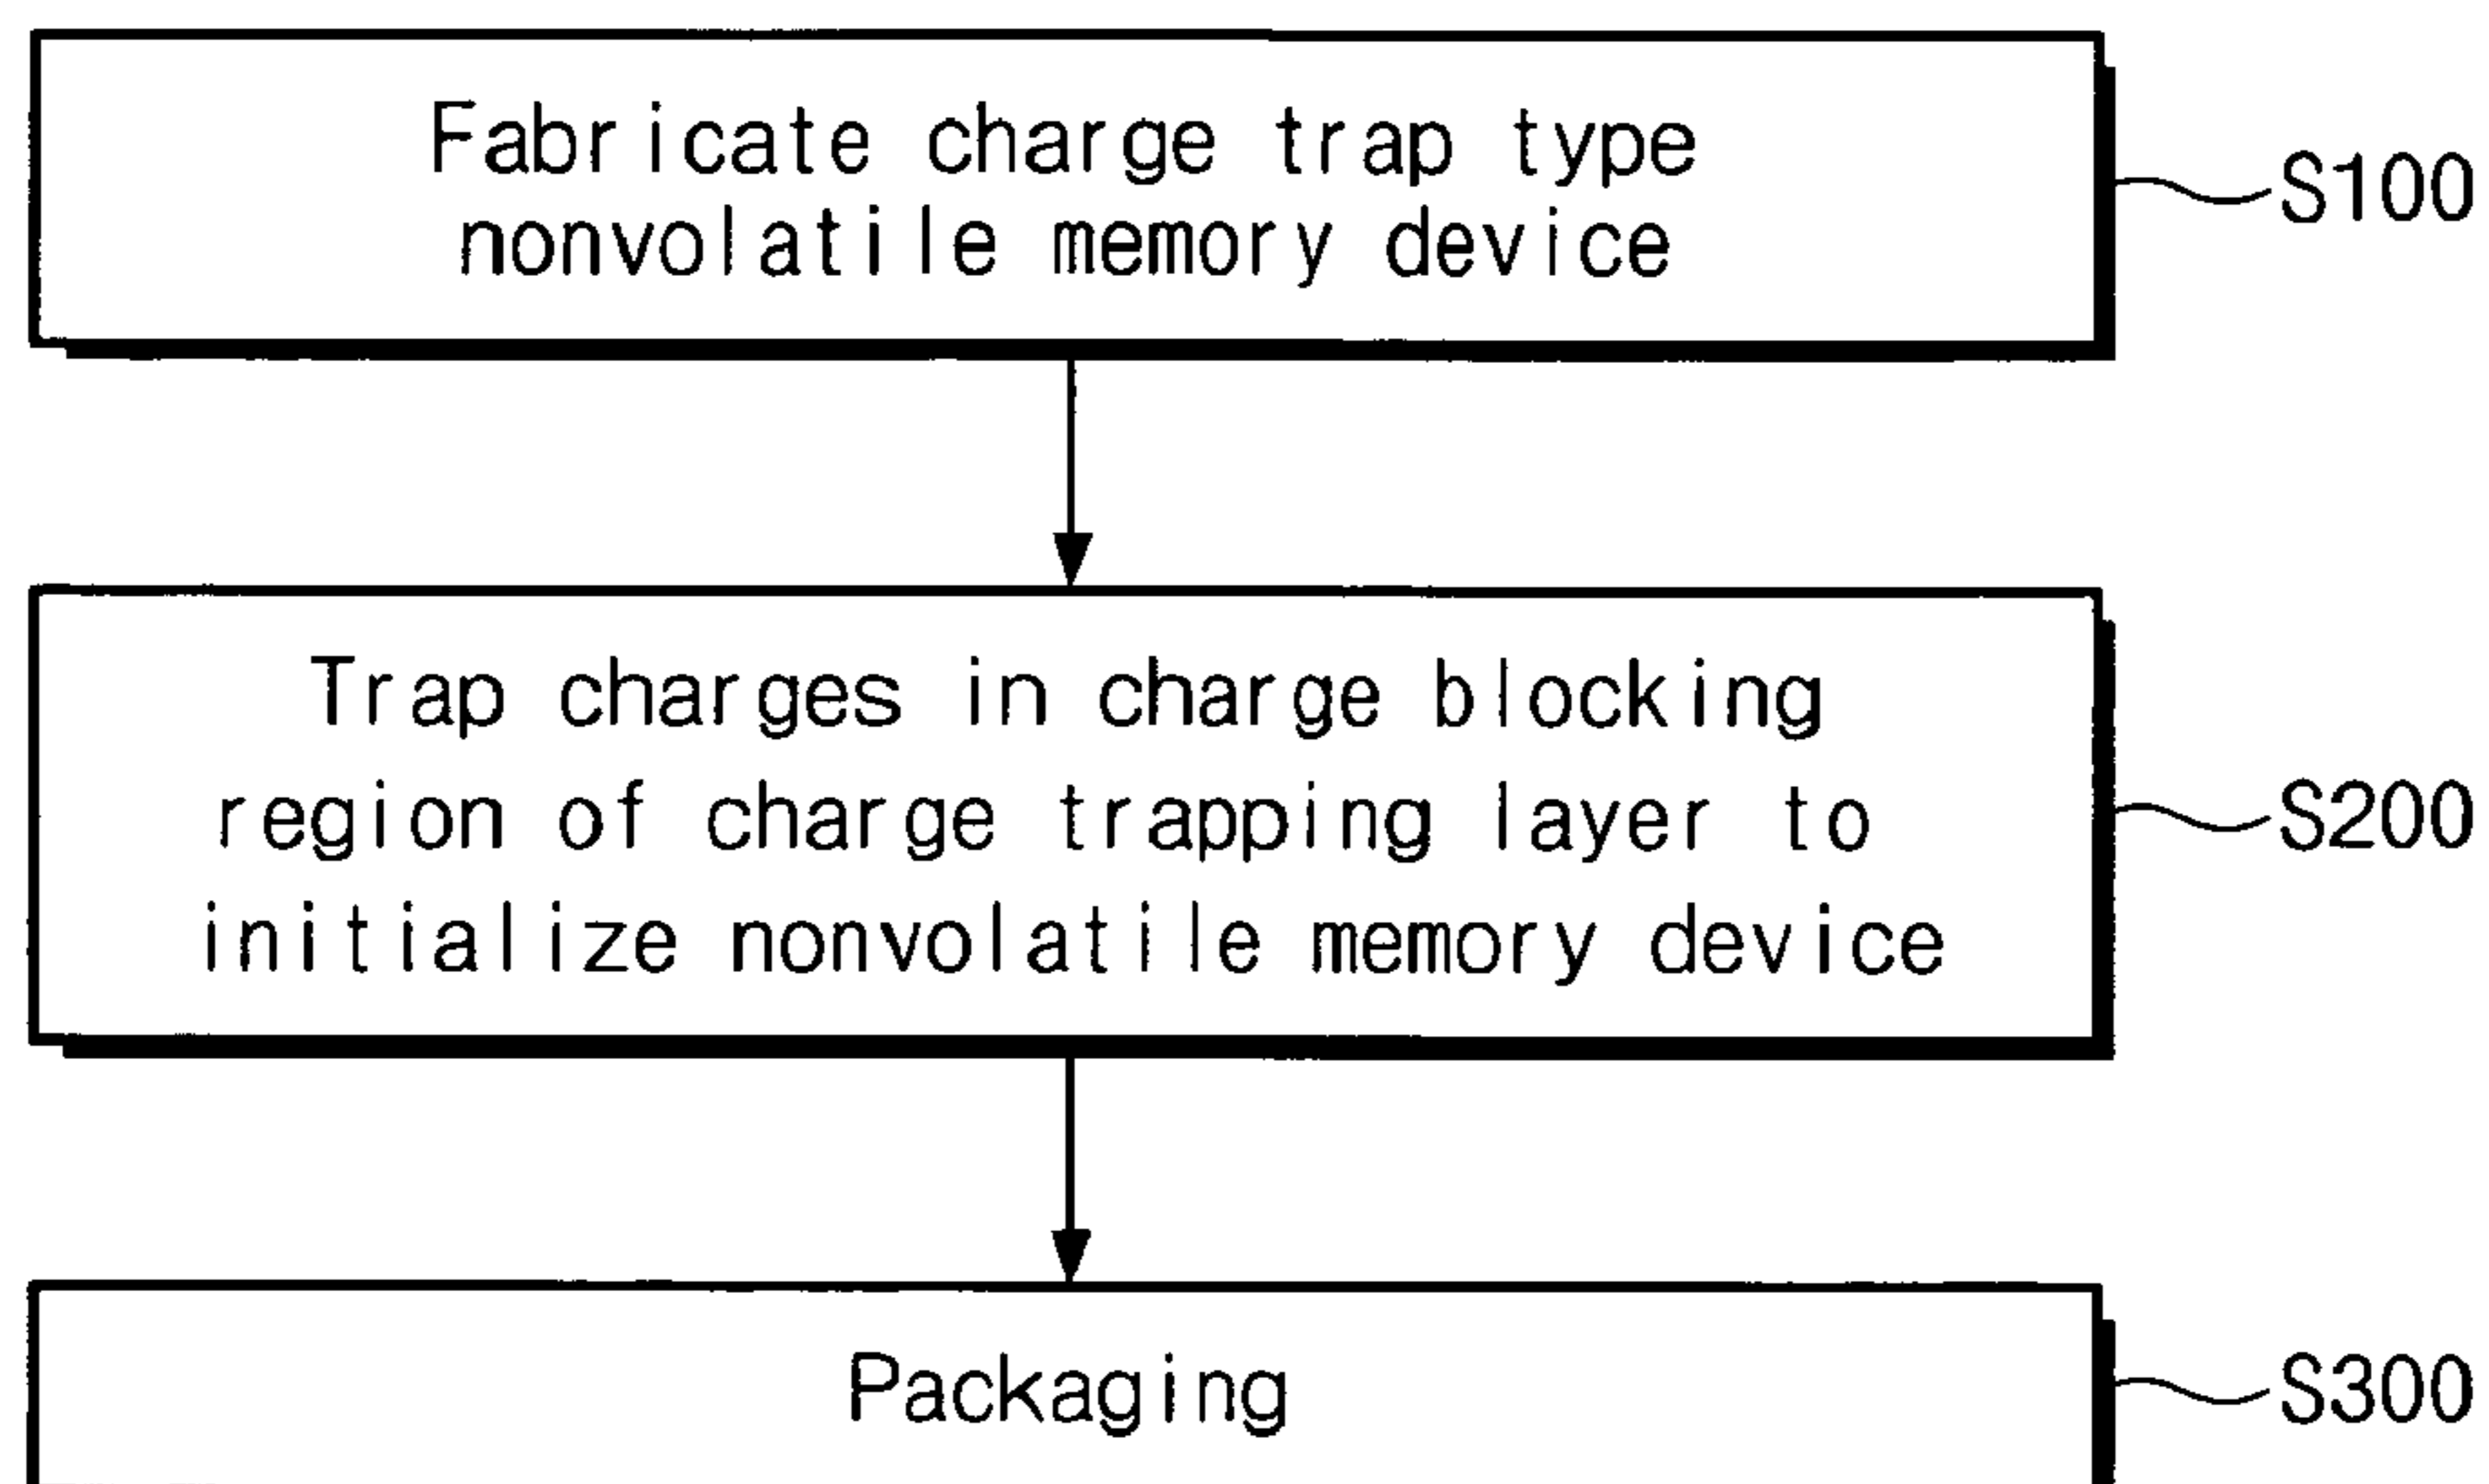 Fabricate charge trap type
nonvolatile memory device
S100
Trap charges in charge blocking
region of charge trapping layer to
initialize nonvolatile memory device
S200
Packaging
S300